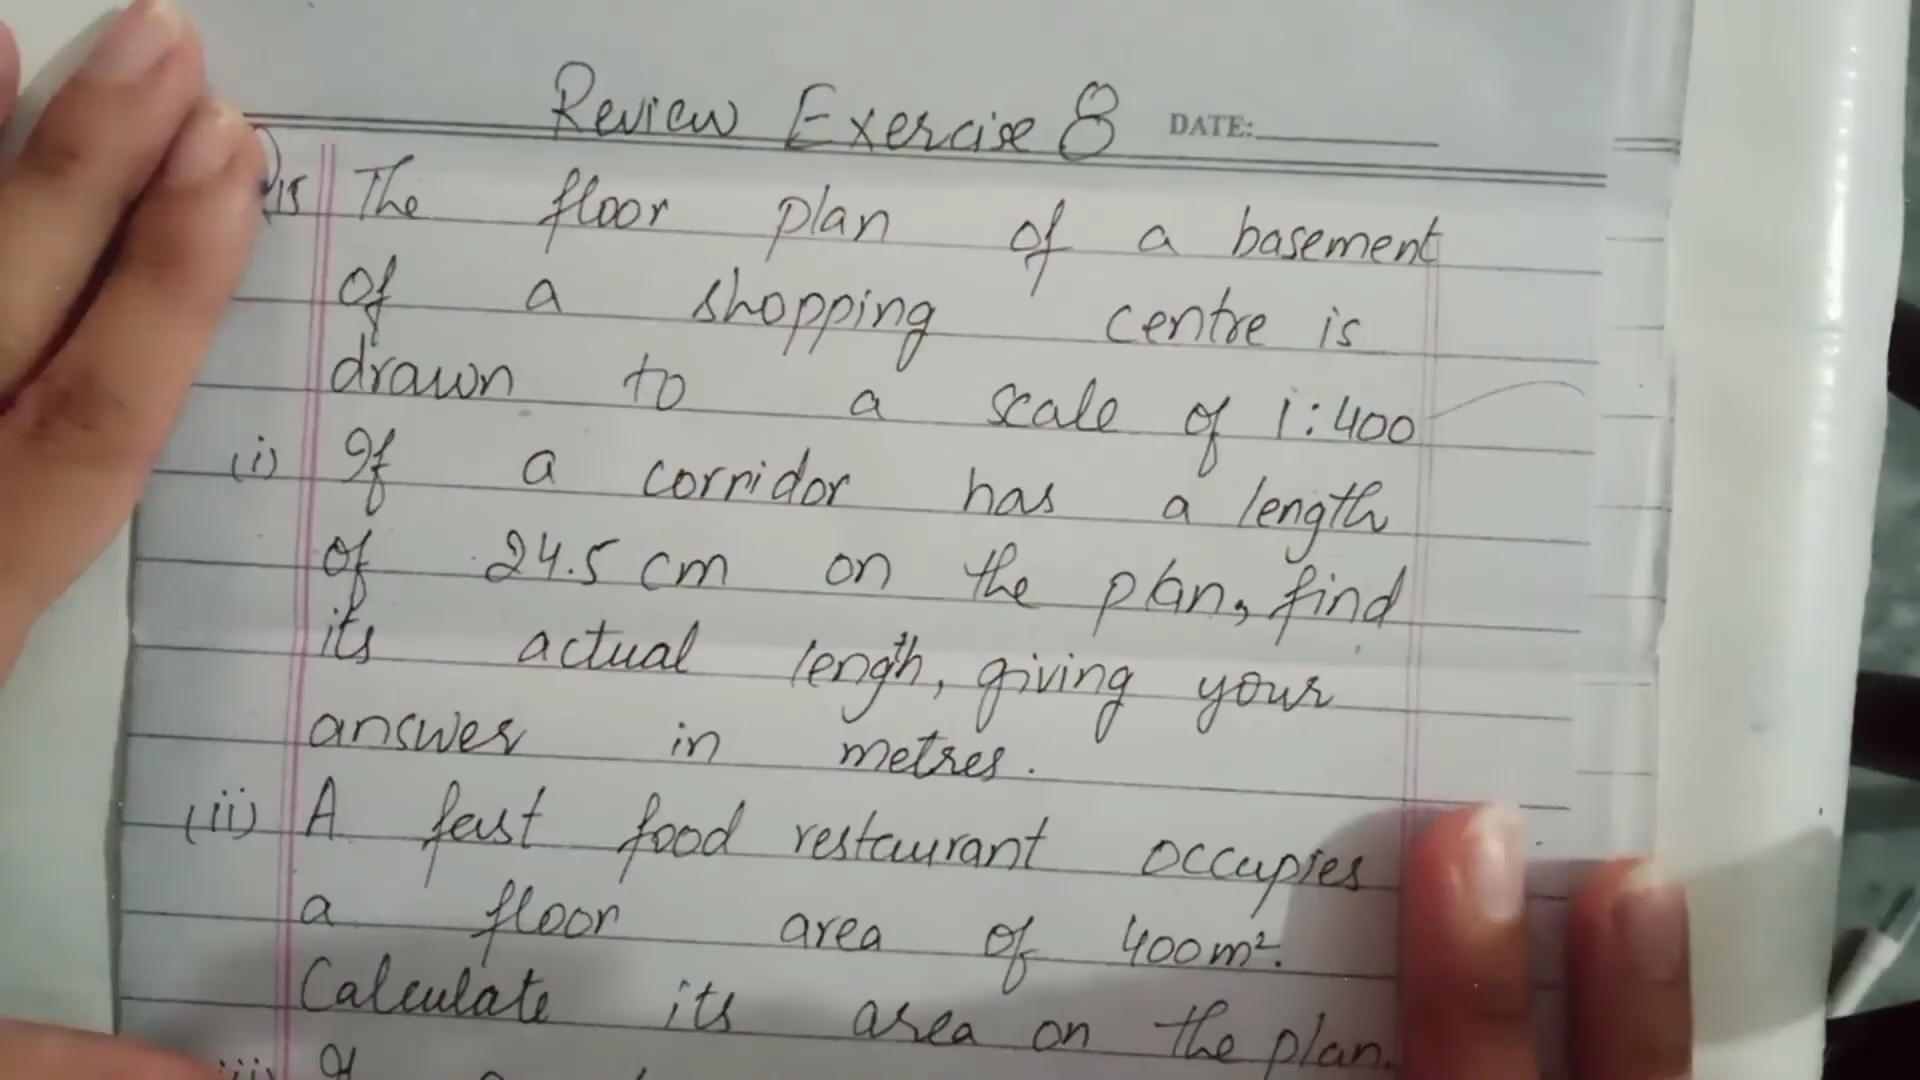 Review Exercise 8 DATE:
15 The floor plan of a basement
of a shopping centre is
drawn to a scale of 1:400
(i) If a corridor has a length
of 24.5 cm on the plan, find
its actual length, giving your
answer in metres.
(ii) A fast food restaurant occupies
a floor area of 400m².
Calculate its area on the plan.